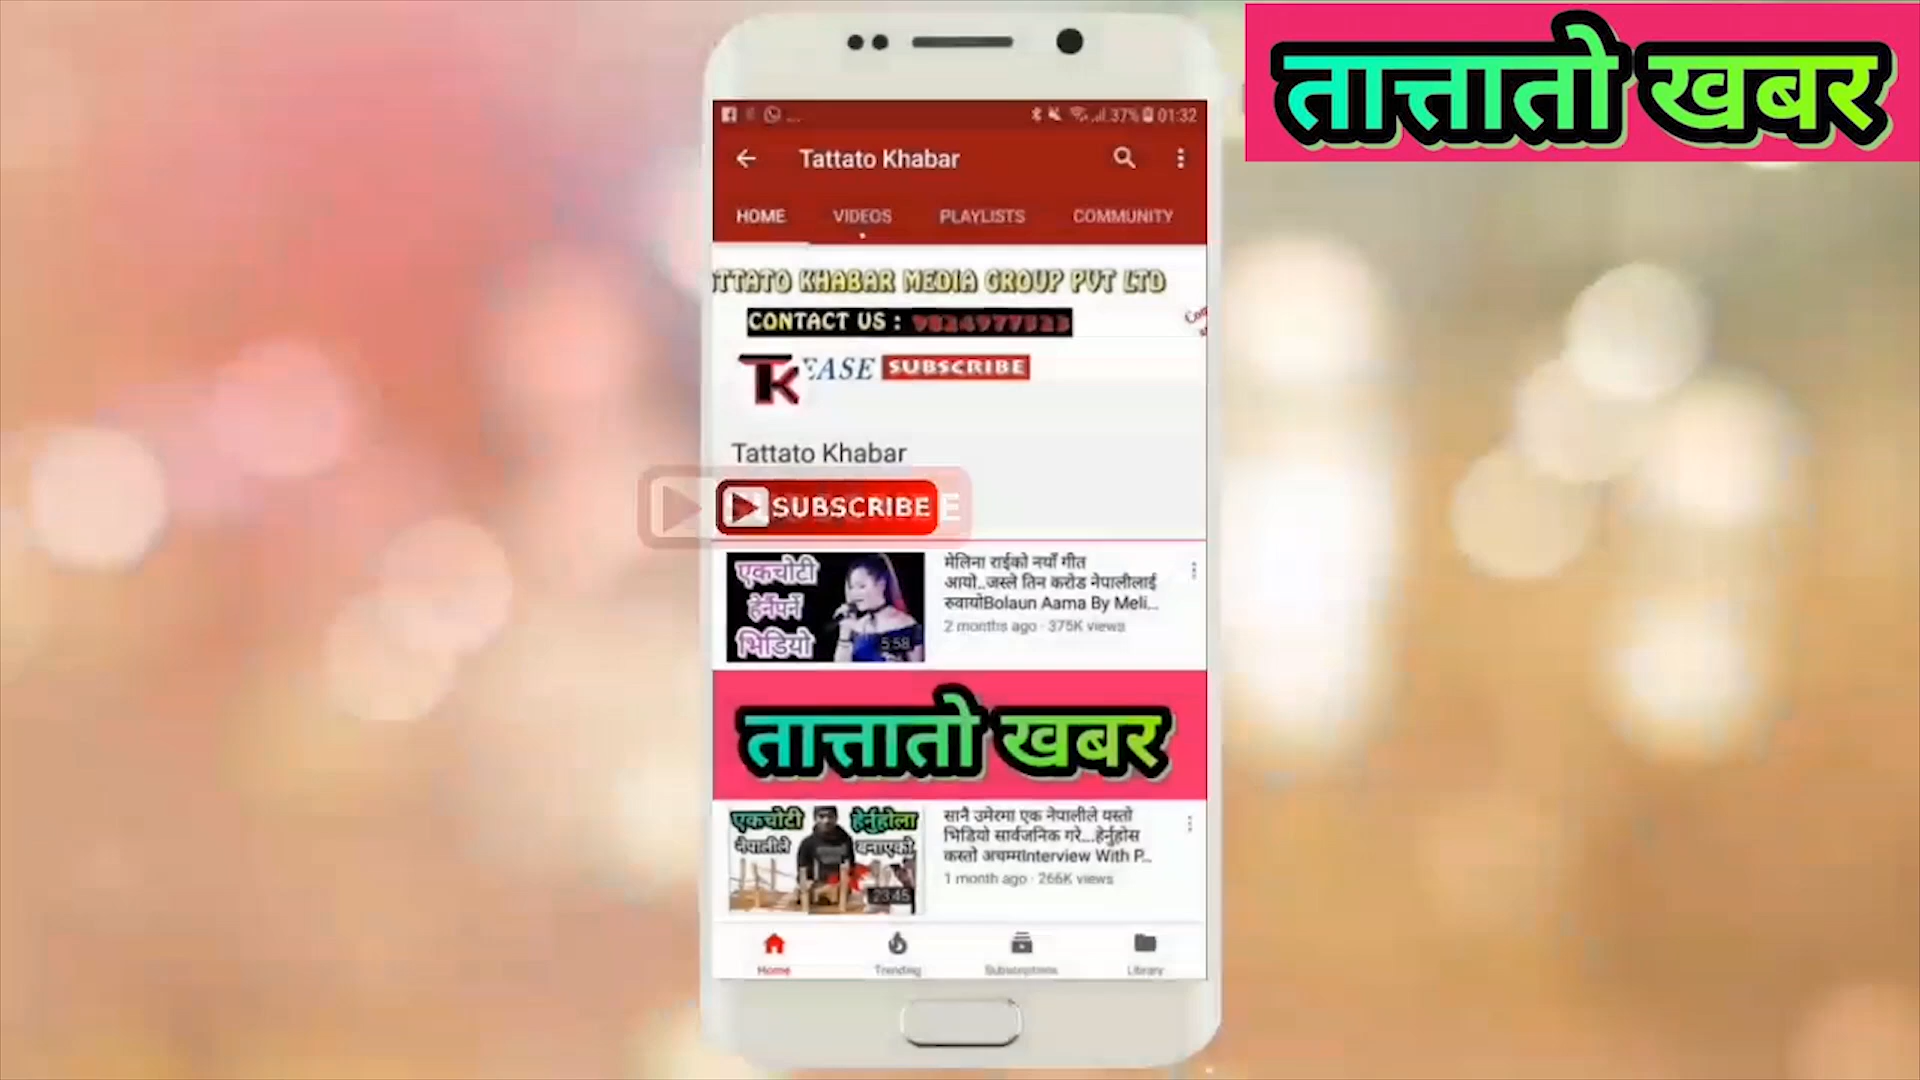 तात्तातो खबर
37% 01:32
Tattato Khabar
HOME VIDEOS PLAYLISTS COMMUNITY
TTATO KHABAR MEDIA GROUP PVT LTD
CONTACT US :
TK EASE SUBSCRIBE
Tattato Khabar
SUBSCRIBE
एकचोटी
हेर्नैपर्ने
भिडियो
5:58
मेलिना राईको नयाँ गीत
आयो..जस्ले तिन करोड नेपालीलाई
रुवायोBolaun Aama By Meli...
2 months ago · 375K views
तात्तातो खबर
एकचोटी हेर्नुहोला
नेपालीले बनाएको
23:45
सानै उमेरमा एक नेपालीले यस्तो
भिडियो सार्वजनिक गरे...हेर्नुहोस
कस्तो अचम्मInterview With P...
1 month ago · 266K views
Home Trending Subscriptions Library